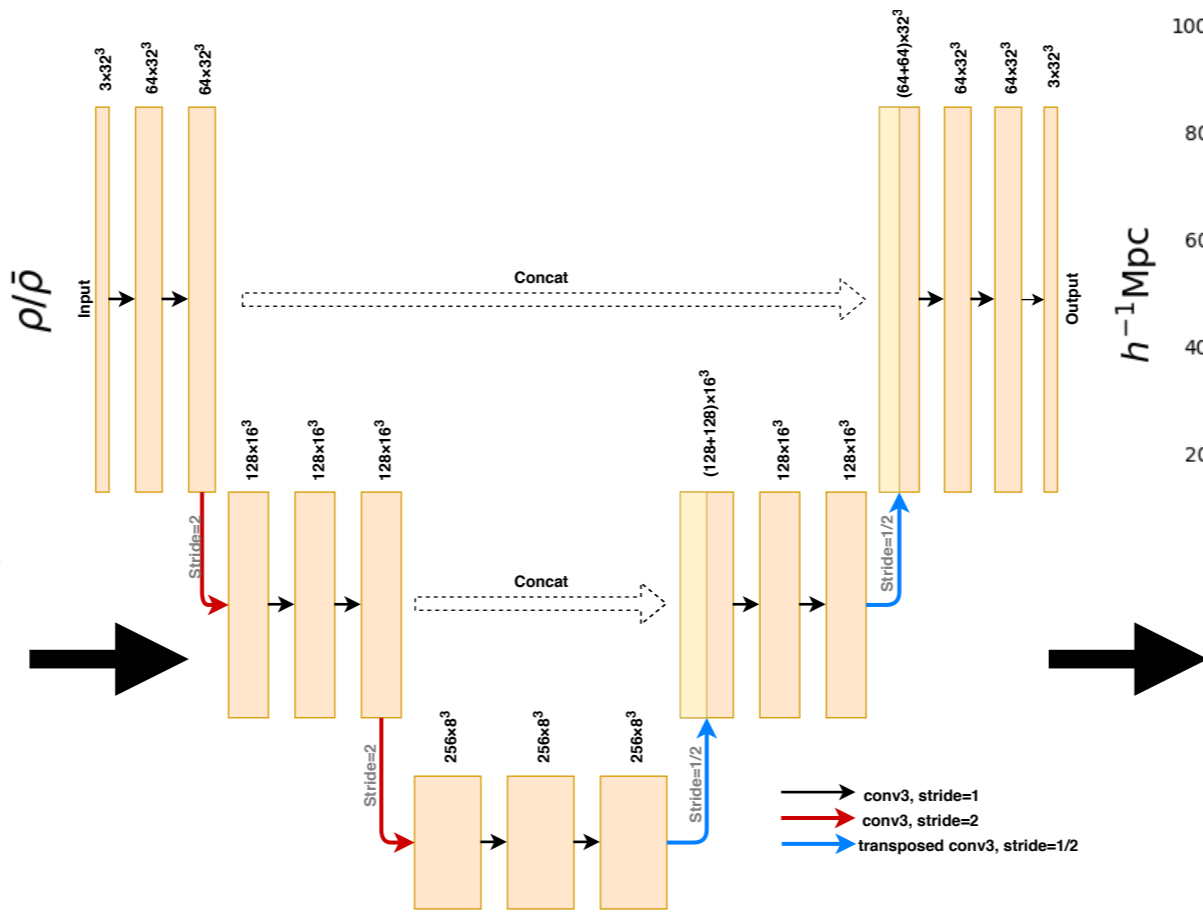 3×32³
64×32³
64×32³
(64+64)×32³
64×32³
64×32³
3×32³
100
80
60
40
20
ρ/ρ̄
Input
Concat
Output
h⁻¹Mpc
128×16³
128×16³
128×16³
(128+128)×16³
128×16³
128×16³
Stride=2
Stride=1/2
Concat
256×8³
256×8³
256×8³
Stride=2
Stride=1/2
conv3, stride=1
conv3, stride=2
transposed conv3, stride=1/2